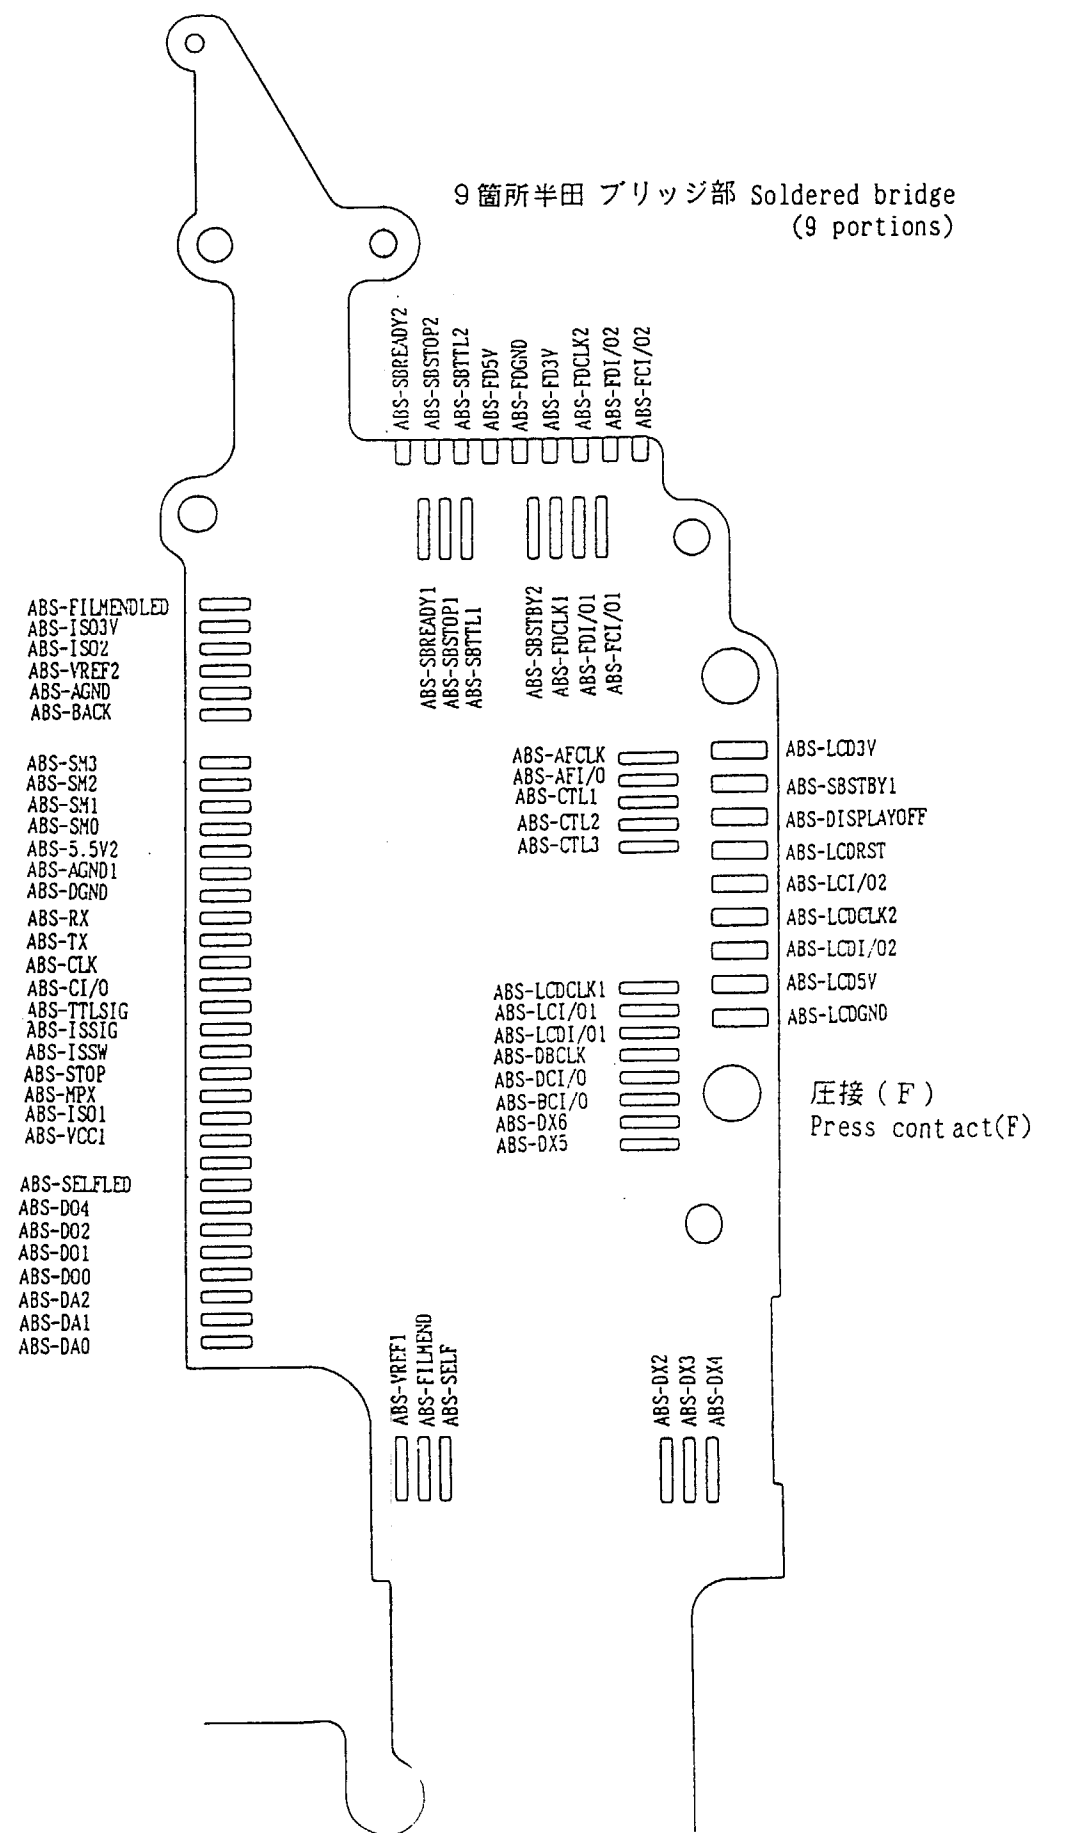 9箇所半田 ブリッジ部 Soldered bridge
(9 portions)
ABS-SBREADY2
ABS-SBSTOP2
ABS-SBTTL2
ABS-FD5V
ABS-FDGND
ABS-FD3V
ABS-FDCLK2
ABS-FDI/O2
ABS-FCI/O2
ABS-SBREADY1
ABS-SBSTOP1
ABS-SBTTL1
ABS-SBSTBY2
ABS-FDCLK1
ABS-FDI/O1
ABS-FCI/O1
ABS-FILMENDLED
ABS-ISO3V
ABS-ISO2
ABS-VREF2
ABS-AGND
ABS-BACK
ABS-SM3
ABS-SM2
ABS-SM1
ABS-SM0
ABS-5.5V2
ABS-AGND1
ABS-DGND
ABS-RX
ABS-TX
ABS-CLK
ABS-CI/O
ABS-TTLSIG
ABS-ISSIG
ABS-ISSW
ABS-STOP
ABS-MPX
ABS-ISO1
ABS-VCC1
ABS-SELFLED
ABS-DO4
ABS-DO2
ABS-DO1
ABS-DO0
ABS-DA2
ABS-DA1
ABS-DA0
ABS-AFCLK
ABS-AFI/O
ABS-CTL1
ABS-CTL2
ABS-CTL3
ABS-LCD3V
ABS-SBSTBY1
ABS-DISPLAYOFF
ABS-LCDRST
ABS-LCI/O2
ABS-LCDCLK2
ABS-LCDI/O2
ABS-LCD5V
ABS-LCDGND
ABS-LCDCLK1
ABS-LCI/O1
ABS-LCDI/O1
ABS-DBCLK
ABS-DCI/O
ABS-BCI/O
ABS-DX6
ABS-DX5
圧接(F)
Press contact(F)
ABS-VREF1
ABS-FILMEND
ABS-SELF
ABS-DX2
ABS-DX3
ABS-DX4